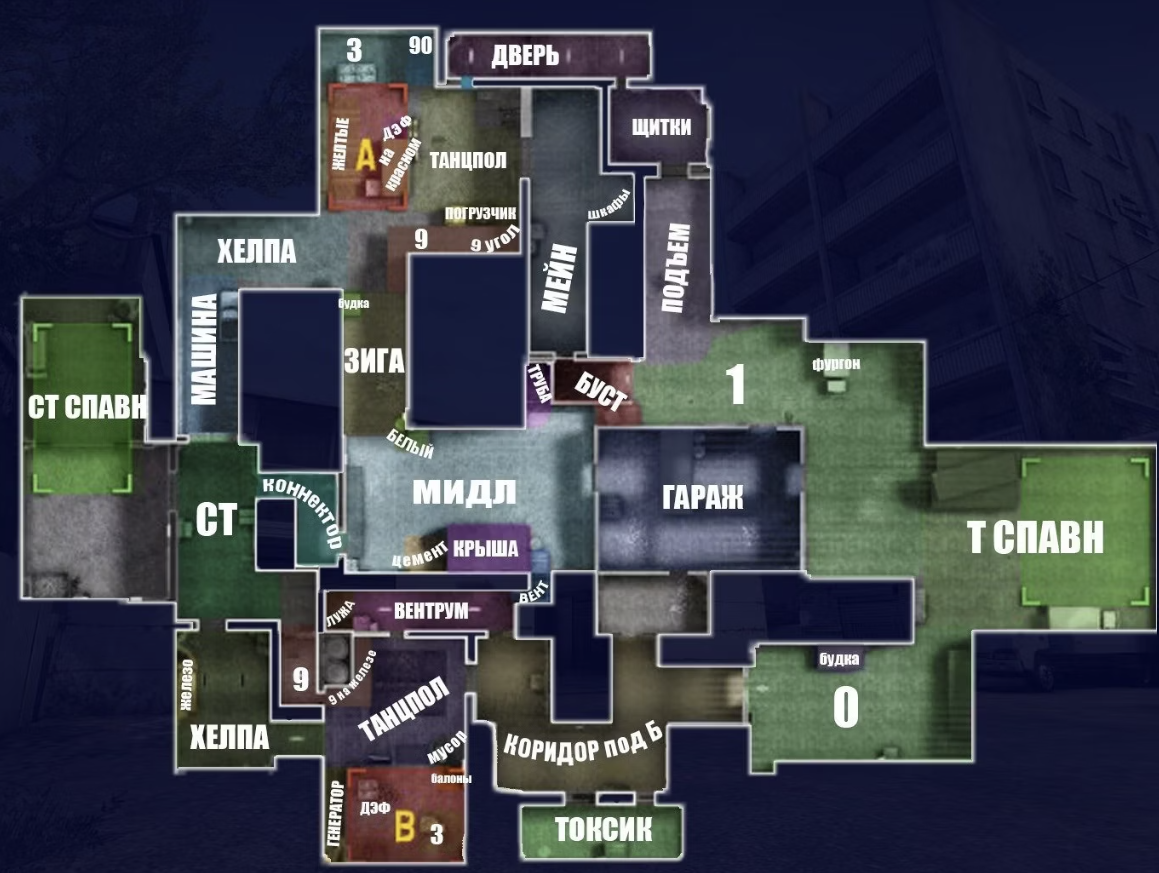 3
90
ДВЕРЬ
ЖЕЛТЫЕ
A
ДЭФ
на
красном
ТАНЦПОЛ
ЩИТКИ
ПОГРУЗЧИК
шкафы
ХЕЛПА
9
9 УГОЛ
МЕЙН
ПОДЪЕМ
МАШИНА
будка
ЗИГА
ТРУБА
БУСТ
1
фургон
СТ СПАВН
БЕЛЫЙ
СТ
КОННЕКТОР
МИДЛ
ГАРАЖ
Т СПАВН
цемент
КРЫША
ВЕНТ
ЛУЖА
ВЕНТРУМ
железо
9
9 на железе
ТАНЦПОЛ
будка
0
ХЕЛПА
мусор
КОРИДОР ПОД Б
балоны
ГЕНЕРАТОР
ДЭФ
B
3
ТОКСИК